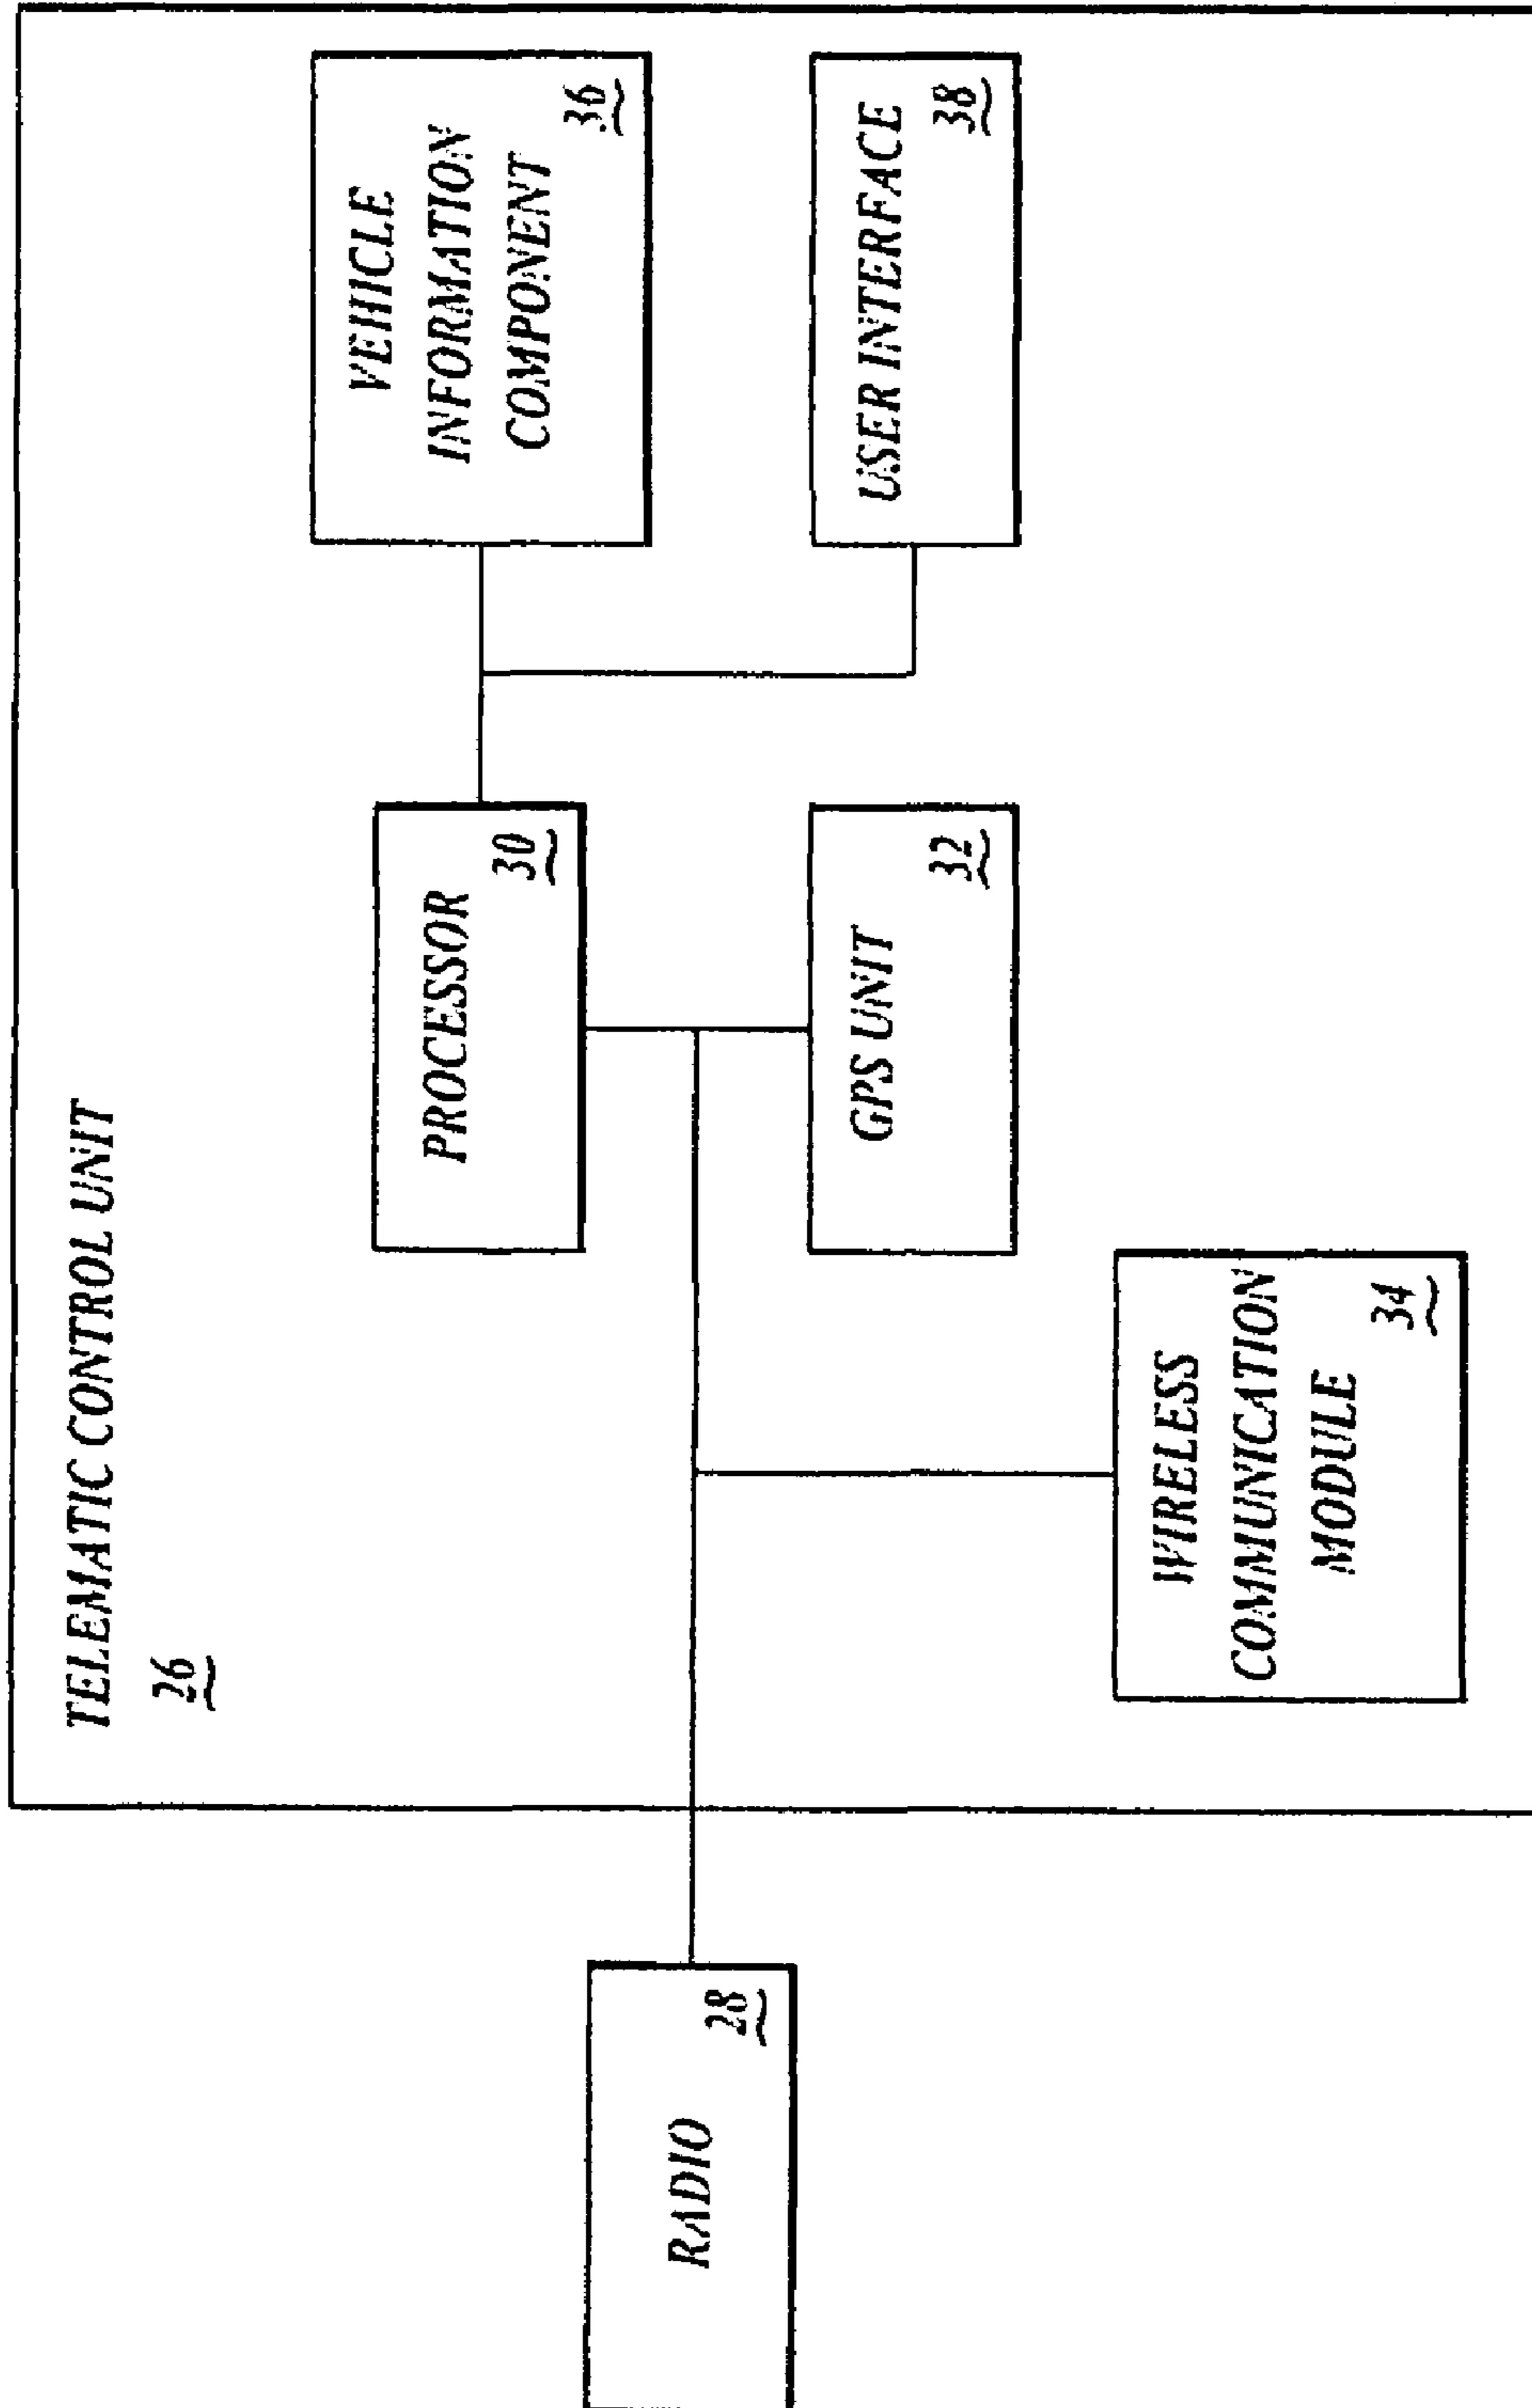 TELEMATIC CONTROL UNIT
26
VEHICLE
INFORMATION
COMPONENT
36
PROCESSOR
30
USER INTERFACE
38
GPS UNIT
32
RADIO
28
WIRELESS
COMMUNICATION
MODULE
34